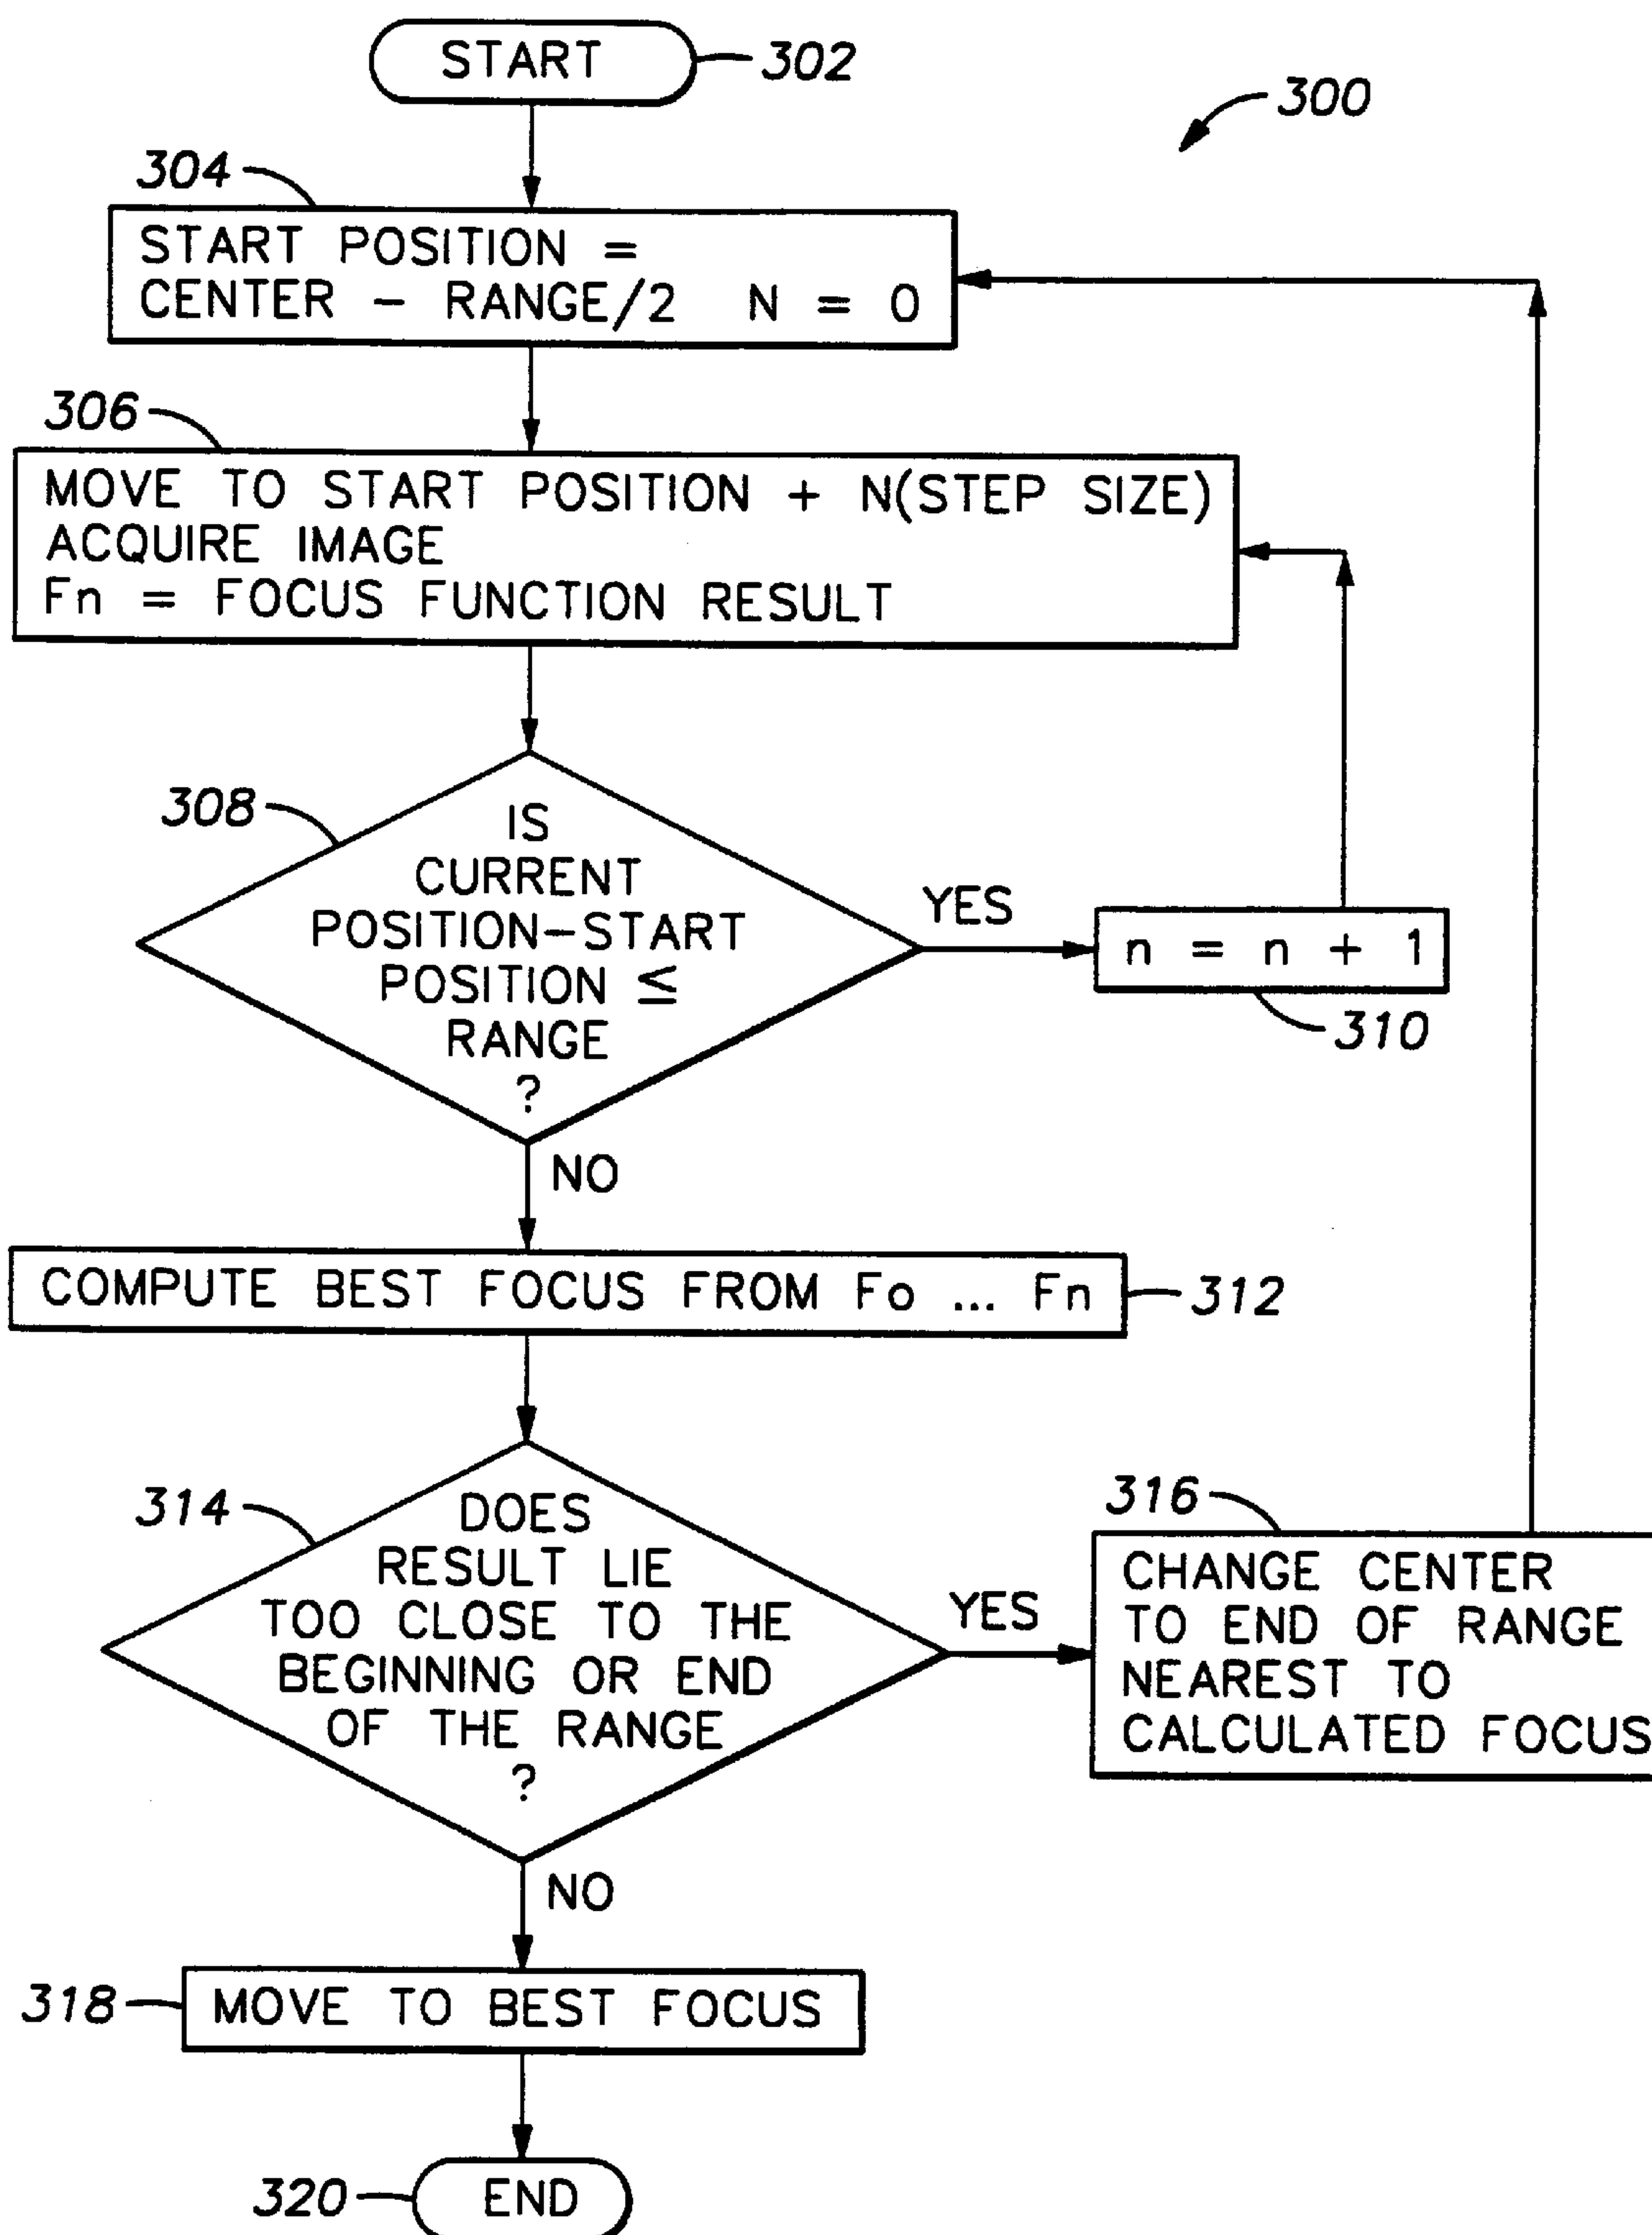 START
302
300
304
START POSITION =
CENTER - RANGE/2 N = 0
306
MOVE TO START POSITION + N(STEP SIZE)
ACQUIRE IMAGE
Fn = FOCUS FUNCTION RESULT
308
IS
CURRENT
POSITION-START
POSITION ≤
RANGE
?
YES
n = n + 1
310
NO
COMPUTE BEST FOCUS FROM Fo ... Fn
312
314
DOES
RESULT LIE
TOO CLOSE TO THE
BEGINNING OR END
OF THE RANGE
?
YES
316
CHANGE CENTER
TO END OF RANGE
NEAREST TO
CALCULATED FOCUS
NO
318
MOVE TO BEST FOCUS
320
END